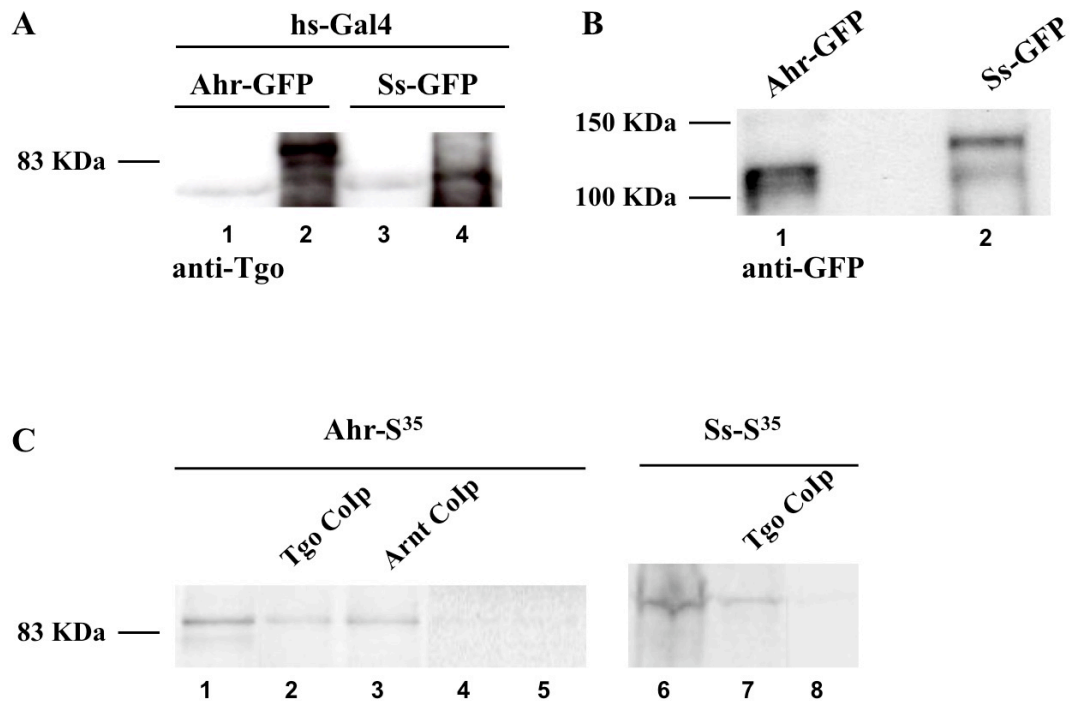 A
hs-Gal4
Ahr-GFP Ss-GFP
83 KDa
1 2 3 4
anti-Tgo
B
Ahr-GFP Ss-GFP
150 KDa
100 KDa
1 2
anti-GFP
C
Ahr-S³⁵ Ss-S³⁵
Tgo CoIp Arnt CoIp Tgo CoIp
83 KDa
1 2 3 4 5 6 7 8